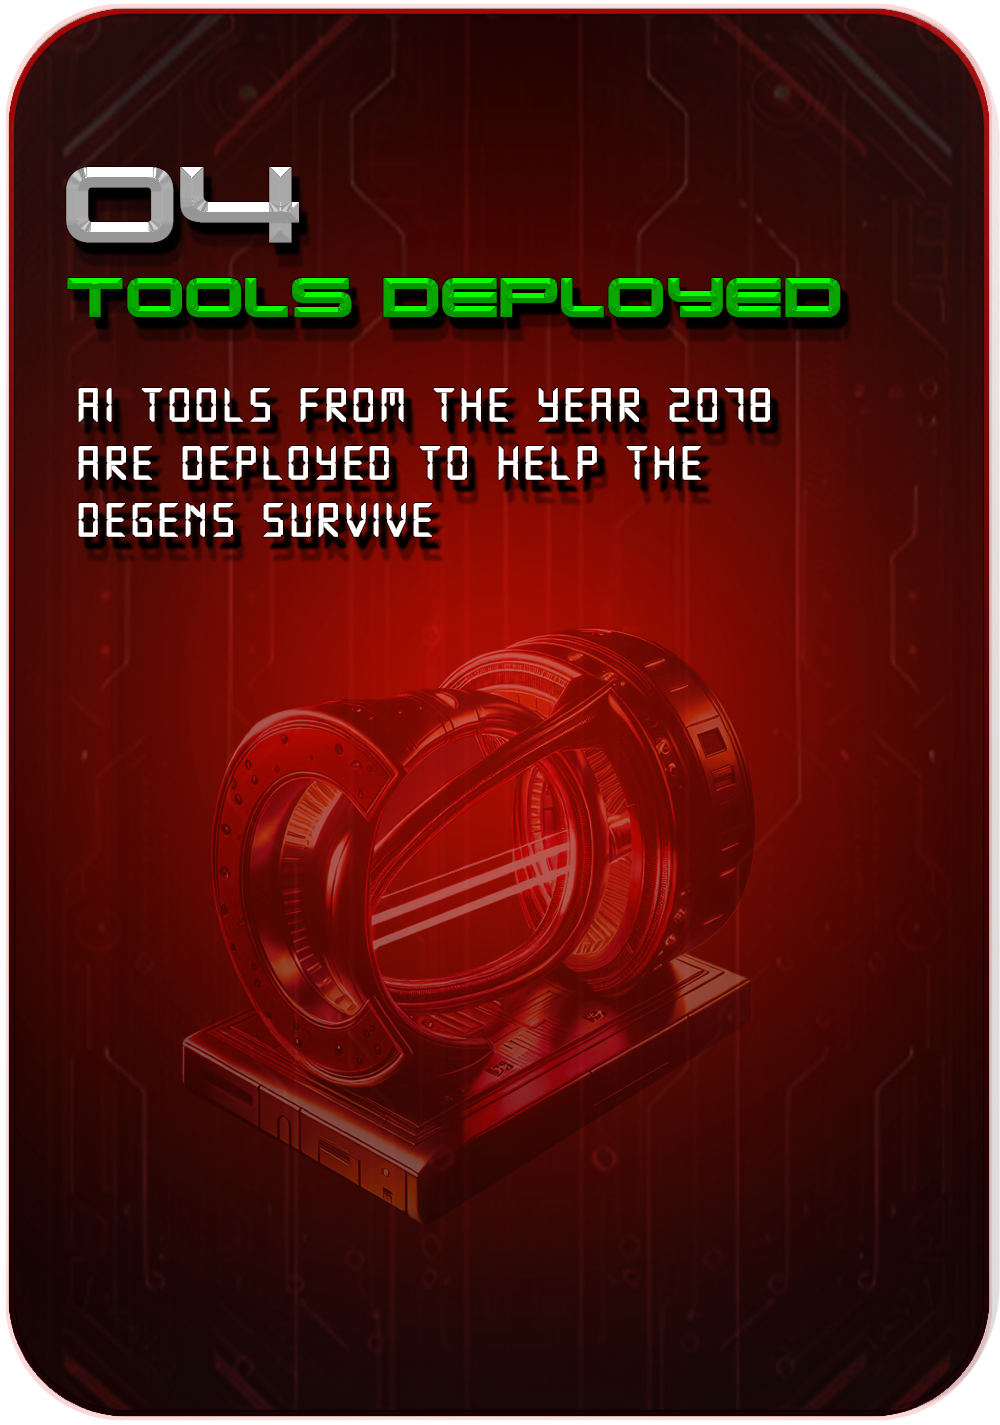 04
TOOLS DEPLOYED
AI TOOLS FROM THE YEAR 2078
ARE DEPLOYED TO HELP THE
DEGENS SURVIVE